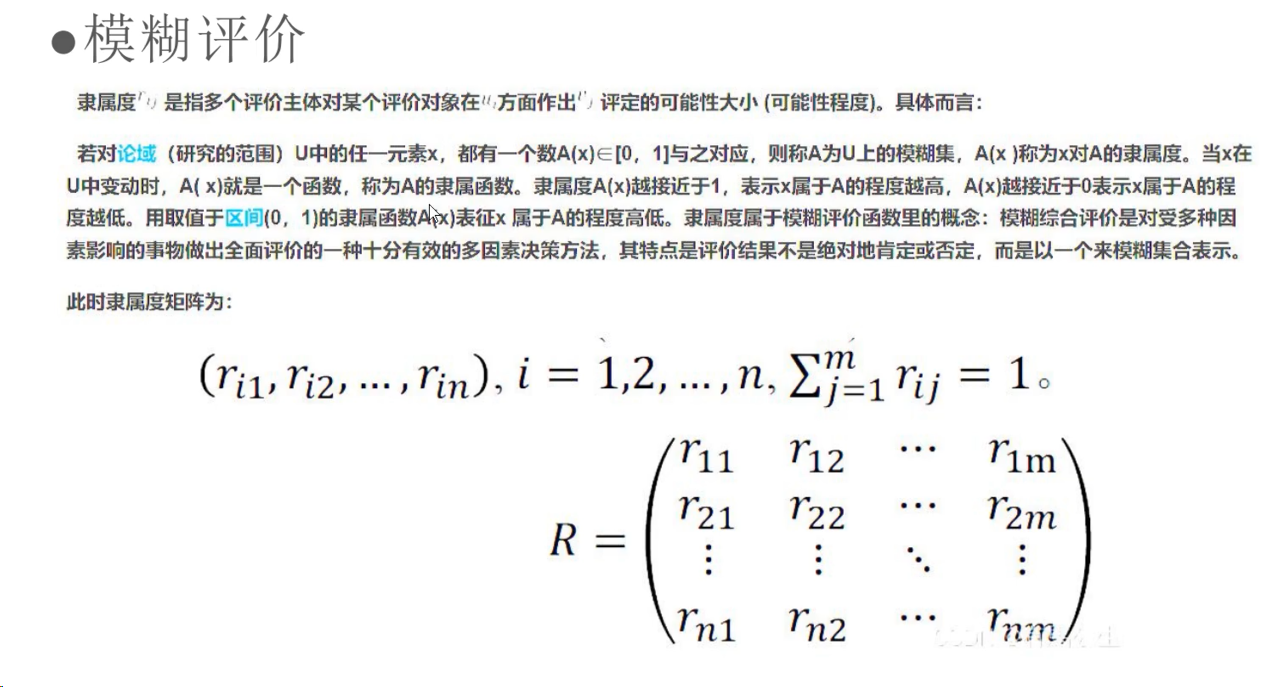 ●模糊评价
隶属度 是指多个评价主体对某个评价对象在 方面作出 评定的可能性大小 (可能性程度)。具体而言：
若对论域（研究的范围）U中的任一元素x，都有一个数A(x)∈[0，1]与之对应，则称A为U上的模糊集，A(x )称为x对A的隶属度。当x在
U中变动时，A( x)就是一个函数，称为A的隶属函数。隶属度A(x)越接近于1，表示x属于A的程度越高，A(x)越接近于0表示x属于A的程
度越低。用取值于区间(0，1)的隶属函数A(x)表征x 属于A的程度高低。隶属度属于模糊评价函数里的概念：模糊综合评价是对受多种因
素影响的事物做出全面评价的一种十分有效的多因素决策方法，其特点是评价结果不是绝对地肯定或否定，而是以一个来模糊集合表示。
此时隶属度矩阵为：
(r_{i1}, r_{i2}, ..., r_{in}), i = 1,2, ..., n, ∑_{j=1}^{m} r_{ij} = 1。
r_{11} r_{12} ⋯ r_{1m}
r_{21} r_{22} ⋯ r_{2m}
R = ⋮ ⋮ ⋱ ⋮
r_{n1} r_{n2} ⋯ r_{nm}